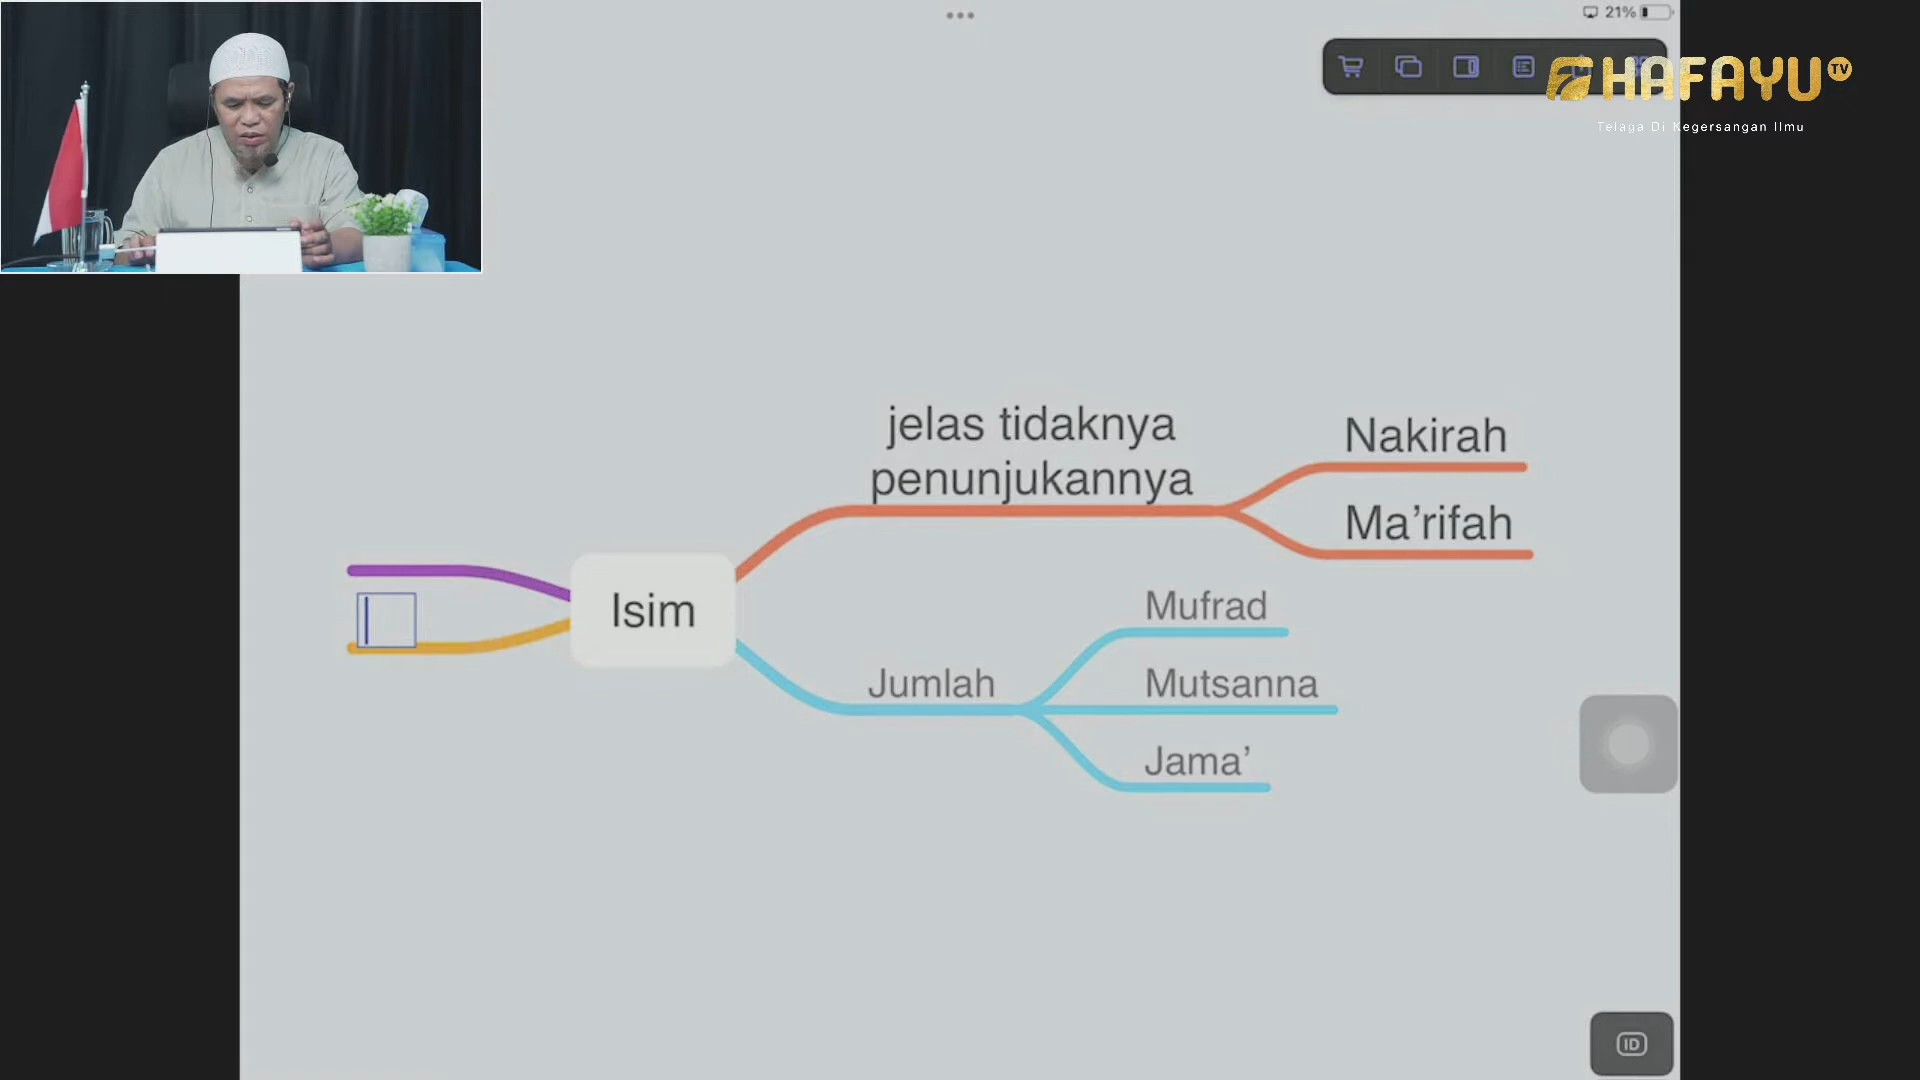 21%
HAFAYU TV
Telaga Di Kegersangan Ilmu
jelas tidaknya
penunjukannya
Nakirah
Ma’rifah
Isim
Mufrad
Jumlah
Mutsanna
Jama’
ID